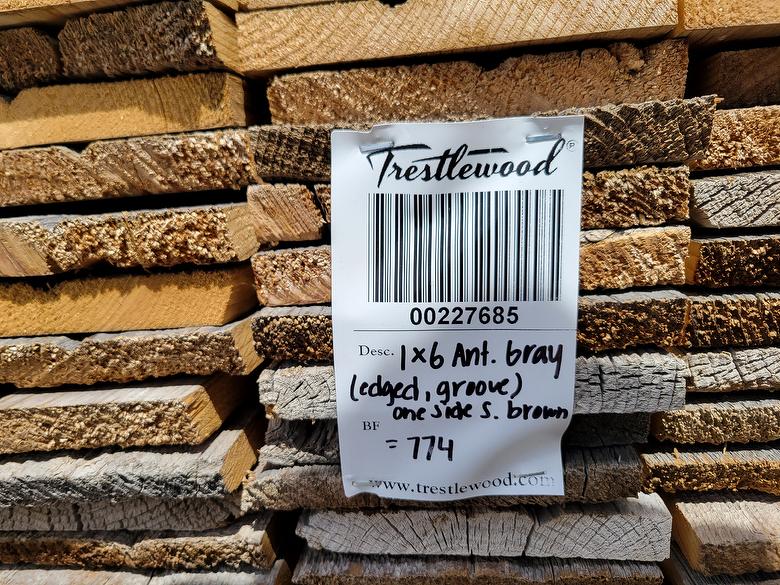 Trestlewood®
00227685
Desc. 1x6 Ant. Gray
(edged, groove)
one side s. brown
BF
= 774
www.trestlewood.com